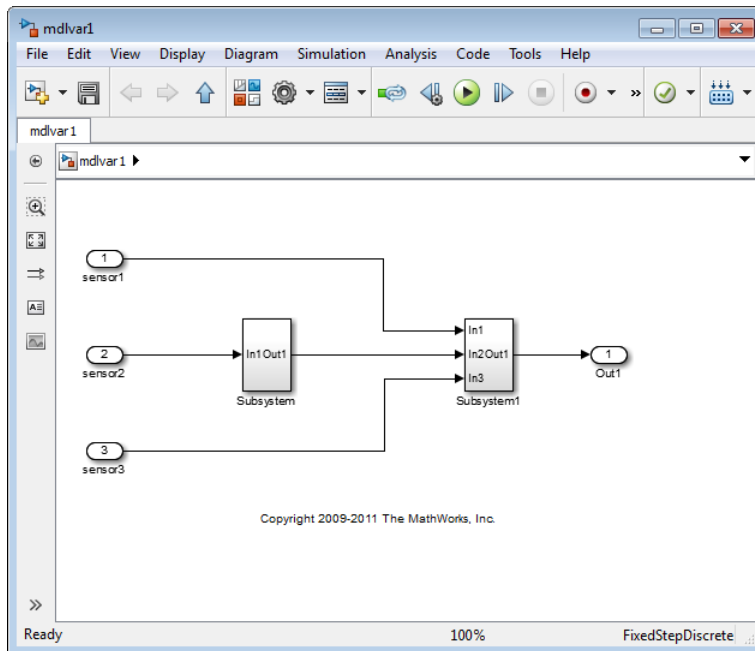 mdlvar1
File Edit View Display Diagram Simulation Analysis Code Tools Help
mdlvar1
mdlvar1
1
sensor1
In1
2
sensor2
In1 Out1
Subsystem
In2 Out1
Subsystem1
1
Out1
In3
3
sensor3
Copyright 2009-2011 The MathWorks, Inc.
Ready 100% FixedStepDiscrete